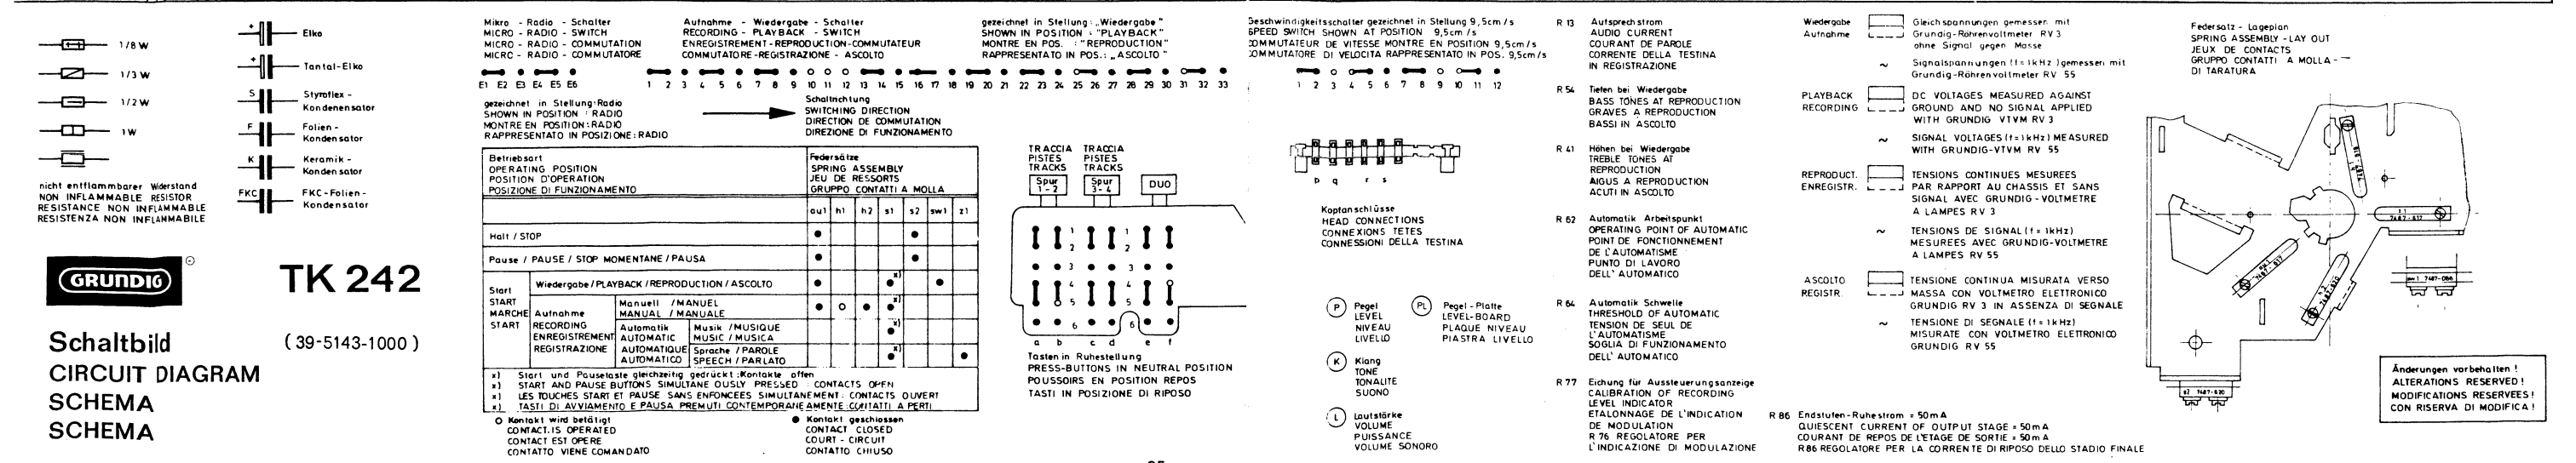 1/8 W
1/3 W
1/2 W
1W
nicht entflammbarer Widerstand
NON INFLAMMABLE RESISTOR
RESISTANCE NON INFLAMMABLE
RESISTENZA NON INFLAMMABILE
+ Elko
+ Tantal-Elko
S Styroflex -
Kondenensator
F Folien -
Kondensator
K Keramik -
Kondensator
FKC FKC - Folien -
Kondensator
GRUNDIG
TK 242
(39-5143-1000)
Schaltbild
CIRCUIT DIAGRAM
SCHEMA
SCHEMA
Mikro - Radio - Schalter
MICRO - RADIO - SWITCH
MICRO - RADIO - COMMUTATION
MICRO - RADIO - COMMUTATORE
E1 E2 E3 E4 E5 E6
gezeichnet in Stellung: Radio
SHOWN IN POSITION : RADIO
MONTRE EN POSITION : RADIO
RAPPRESENTATO IN POSIZIONE : RADIO
Aufnahme - Wiedergabe - Schalter
RECORDING - PLAYBACK - SWITCH
ENREGISTREMENT - REPRODUCTION - COMMUTATEUR
COMMUTATORE - REGISTRAZIONE - ASCOLTO
gezeichnet in Stellung : „Wiedergabe"
SHOWN IN POSITION : "PLAYBACK"
MONTRE EN POS. : "REPRODUCTION"
RAPPRESENTATO IN POS.: „ASCOLTO"
1 2 3 4 5 6 7 8 9 10 11 12 13 14 15 16 17 18 19 20 21 22 23 24 25 26 27 28 29 30 31 32 33
Schaltrichtung
SWITCHING DIRECTION
DIRECTION DE COMMUTATION
DIREZIONE DI FUNZIONAMENTO
Betriebsart
OPERATING POSITION
POSITION D'OPERATION
POSIZIONE DI FUNZIONAMENTO
Federsätze
SPRING ASSEMBLY
JEU DE RESSORTS
GRUPPO CONTATTI A MOLLA
au1 h1 h2 s1 s2 sw1 z1
Halt / STOP
Pause / PAUSE / STOP MOMENTANE / PAUSA
Start
START
MARCHE
START
Wiedergabe / PLAYBACK / REPRODUCTION / ASCOLTO x)
Aufnahme
RECORDING
ENREGISTREMENT
REGISTRAZIONE
Manuell / MANUEL
MANUAL / MANUALE x)
Automatik
AUTOMATIC
AUTOMATIQUE
AUTOMATICO
Musik / MUSIQUE
MUSIC / MUSICA x)
Sprache / PAROLE
SPEECH / PARLATO x)
x) Start und Pausetaste gleichzeitig gedrückt : Kontakte offen
x) START AND PAUSE BUTTONS SIMULTANE OUSLY PRESSED : CONTACTS OPEN
x) LES TOUCHES START ET PAUSE SANS ENFONCEES SIMULTANEMENT : CONTACTS OUVERT
x) TASTI DI AVVIAMENTO E PAUSA PREMUTI CONTEMPORANEAMENTE : CONTATTI APERTI
Kontakt wird betätigt
CONTACT IS OPERATED
CONTACT EST OPERE
CONTATTO VIENE COMANDATO
Kontakt geschlossen
CONTACT CLOSED
COURT - CIRCUIT
CONTATTO CHIUSO
TRACCIA TRACCIA
PISTES PISTES
TRACKS TRACKS
Spur
1-2
Spur
3-4
DUO
1 1
2 2
3 3
4 4
5 5
6 6
a b c d e f
Tasten in Ruhestellung
PRESS-BUTTONS IN NEUTRAL POSITION
POUSSOIRS EN POSITION REPOS
TASTI IN POSIZIONE DI RIPOSO
Geschwindigkeitsschalter gezeichnet in Stellung 9,5cm/s
SPEED SWITCH SHOWN AT POSITION 9,5cm/s
COMMUTATEUR DE VITESSE MONTRE EN POSITION 9,5cm/s
COMMUTATORE DI VELOCITA RAPPRESENTATO IN POS. 9,5cm/s
1 2 3 4 5 6 7 8 9 10 11 12
p q r s
Kopfanschlüsse
HEAD CONNECTIONS
CONNEXIONS TETES
CONNESSIONI DELLA TESTINA
P Pegel
LEVEL
NIVEAU
LIVELLO
PL Pegel - Platte
LEVEL-BOARD
PLAQUE NIVEAU
PIASTRA LIVELLO
K Klang
TONE
TONALITE
SUONO
L Lautstärke
VOLUME
PUISSANCE
VOLUME SONORO
R 13 Aufsprechstrom
AUDIO CURRENT
COURANT DE PAROLE
CORRENTE DELLA TESTINA
IN REGISTRAZIONE
R 54 Tiefen bei Wiedergabe
BASS TONES AT REPRODUCTION
GRAVES A REPRODUCTION
BASSI IN ASCOLTO
R 41 Höhen bei Wiedergabe
TREBLE TONES AT
REPRODUCTION
AIGUS A REPRODUCTION
ACUTI IN ASCOLTO
R 62 Automatik Arbeitspunkt
OPERATING POINT OF AUTOMATIC
POINT DE FONCTIONNEMENT
DE L'AUTOMATISME
PUNTO DI LAVORO
DELL' AUTOMATICO
R 64 Automatik Schwelle
THRESHOLD OF AUTOMATIC
TENSION DE SEUL DE
L'AUTOMATISME
SOGLIA DI FUNZIONAMENTO
DELL' AUTOMATICO
R 77 Eichung für Aussteuerungsanzeige
CALIBRATION OF RECORDING
LEVEL INDICATOR
ETALONNAGE DE L'INDICATION
DE MODULATION
R 76 REGOLATORE PER
L'INDICAZIONE DI MODULAZIONE
Wiedergabe
Aufnahme
Gleichspannungen gemessen mit
Grundig-Röhrenvoltmeter RV 3
ohne Signal gegen Masse
~ Signalspannungen (f=1kHz) gemessen mit
Grundig-Röhrenvoltmeter RV 55
PLAYBACK
RECORDING
DC VOLTAGES MEASURED AGAINST
GROUND AND NO SIGNAL APPLIED
WITH GRUNDIG VTVM RV 3
~ SIGNAL VOLTAGES (f=1kHz) MEASURED
WITH GRUNDIG-VTVM RV 55
REPRODUCT.
ENREGISTR.
TENSIONS CONTINUES MESUREES
PAR RAPPORT AU CHASSIS ET SANS
SIGNAL AVEC GRUNDIG - VOLTMETRE
A LAMPES RV 3
~ TENSIONS DE SIGNAL (f = 1kHz)
MESUREES AVEC GRUNDIG-VOLTMETRE
A LAMPES RV 55
ASCOLTO
REGISTR.
TENSIONE CONTINUA MISURATA VERSO
MASSA CON VOLTMETRO ELETTRONICO
GRUNDIG RV 3 IN ASSENZA DI SEGNALE
~ TENSIONE DI SEGNALE (f = 1kHz)
MISURATE CON VOLTMETRO ELETTRONICO
GRUNDIG RV 55
R 86 Endstufen-Ruhestrom = 50mA
QUIESCENT CURRENT OF OUTPUT STAGE = 50mA
COURANT DE REPOS DE L'ETAGE DE SORTIE = 50mA
R86 REGOLATORE PER LA CORRENTE DI RIPOSO DELLO STADIO FINALE
Federsatz - Lageplan
SPRING ASSEMBLY - LAY OUT
JEUX DE CONTACTS
GRUPPO CONTATTI A MOLLA -
DI TARATURA
Änderungen vorbehalten !
ALTERATIONS RESERVED !
MODIFICATIONS RESERVEES !
CON RISERVA DI MODIFICA !